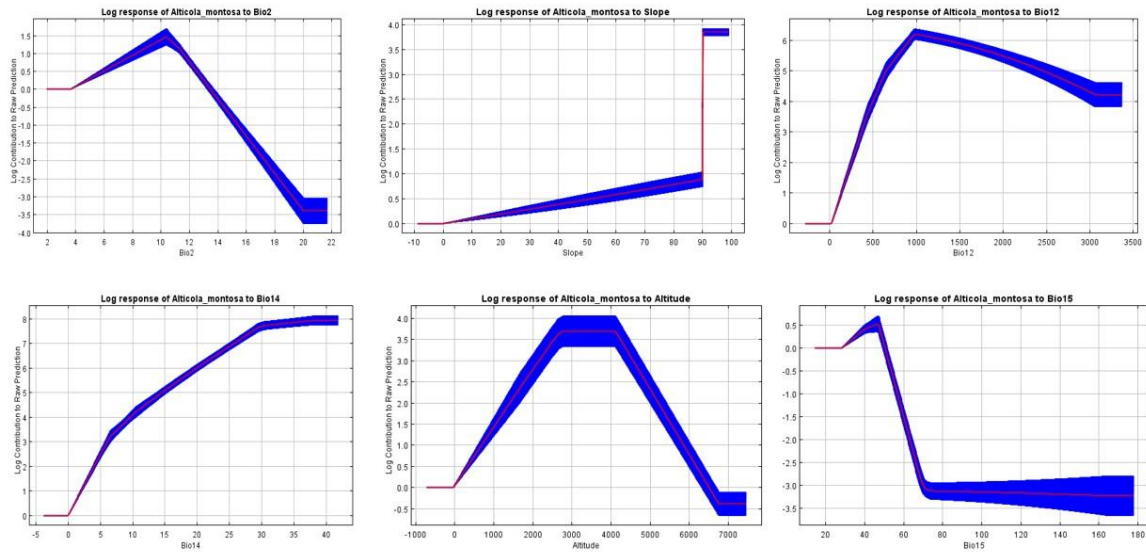 Log response of Alticola_montosa to Bio2
Log Contribution to Raw Prediction
1.5
1.0
0.5
0.0
-0.5
-1.0
-1.5
-2.0
-2.5
-3.0
-3.5
-4.0
2 4 6 8 10 12 14 16 18 20 22
Bio2
Log response of Alticola_montosa to Slope
Log Contribution to Raw Prediction
4.0
3.5
3.0
2.5
2.0
1.5
1.0
0.5
0.0
-10 0 10 20 30 40 50 60 70 80 90 100
Slope
Log response of Alticola_montosa to Bio12
Log Contribution to Raw Prediction
6
5
4
3
2
1
0
0 500 1000 1500 2000 2500 3000 3500
Bio12
Log response of Alticola_montosa to Bio14
Log Contribution to Raw Prediction
8
7
6
5
4
3
2
1
0
-5 0 5 10 15 20 25 30 35 40
Bio14
Log response of Alticola_montosa to Altitude
Log Contribution to Raw Prediction
4.0
3.5
3.0
2.5
2.0
1.5
1.0
0.5
0.0
-0.5
-1000 0 1000 2000 3000 4000 5000 6000 7000
Altitude
Log response of Alticola_montosa to Bio15
Log Contribution to Raw Prediction
0.5
0.0
-0.5
-1.0
-1.5
-2.0
-2.5
-3.0
-3.5
20 40 60 80 100 120 140 160 180
Bio15